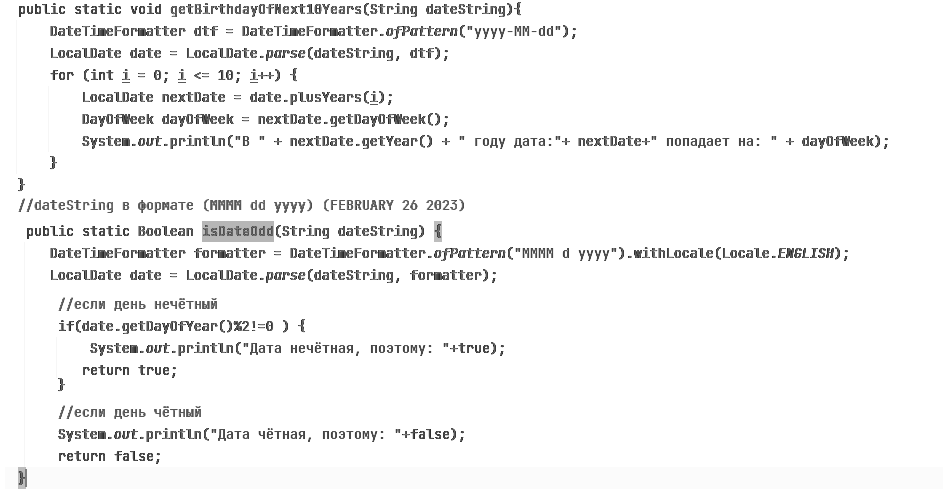 public static void getBirthdayOfNext10Years(String dateString){
DateTimeFormatter dtf = DateTimeFormatter.ofPattern("yyyy-MM-dd");
LocalDate date = LocalDate.parse(dateString, dtf);
for (int i = 0; i <= 10; i++) {
LocalDate nextDate = date.plusYears(i);
DayOfWeek dayOfWeek = nextDate.getDayOfWeek();
System.out.println("В " + nextDate.getYear() + " году дата:"+ nextDate+" попадает на: " + dayOfWeek);
}
}
//dateString в формате (MMMM dd yyyy) (FEBRUARY 26 2023)
public static Boolean isDateOdd(String dateString) {
DateTimeFormatter formatter = DateTimeFormatter.ofPattern("MMMM d yyyy").withLocale(Locale.ENGLISH);
LocalDate date = LocalDate.parse(dateString, formatter);
//если день нечётный
if(date.getDayOfYear()%2!=0 ) {
System.out.println("Дата нечётная, поэтому: "+true);
return true;
}
//если день чётный
System.out.println("Дата чётная, поэтому: "+false);
return false;
}